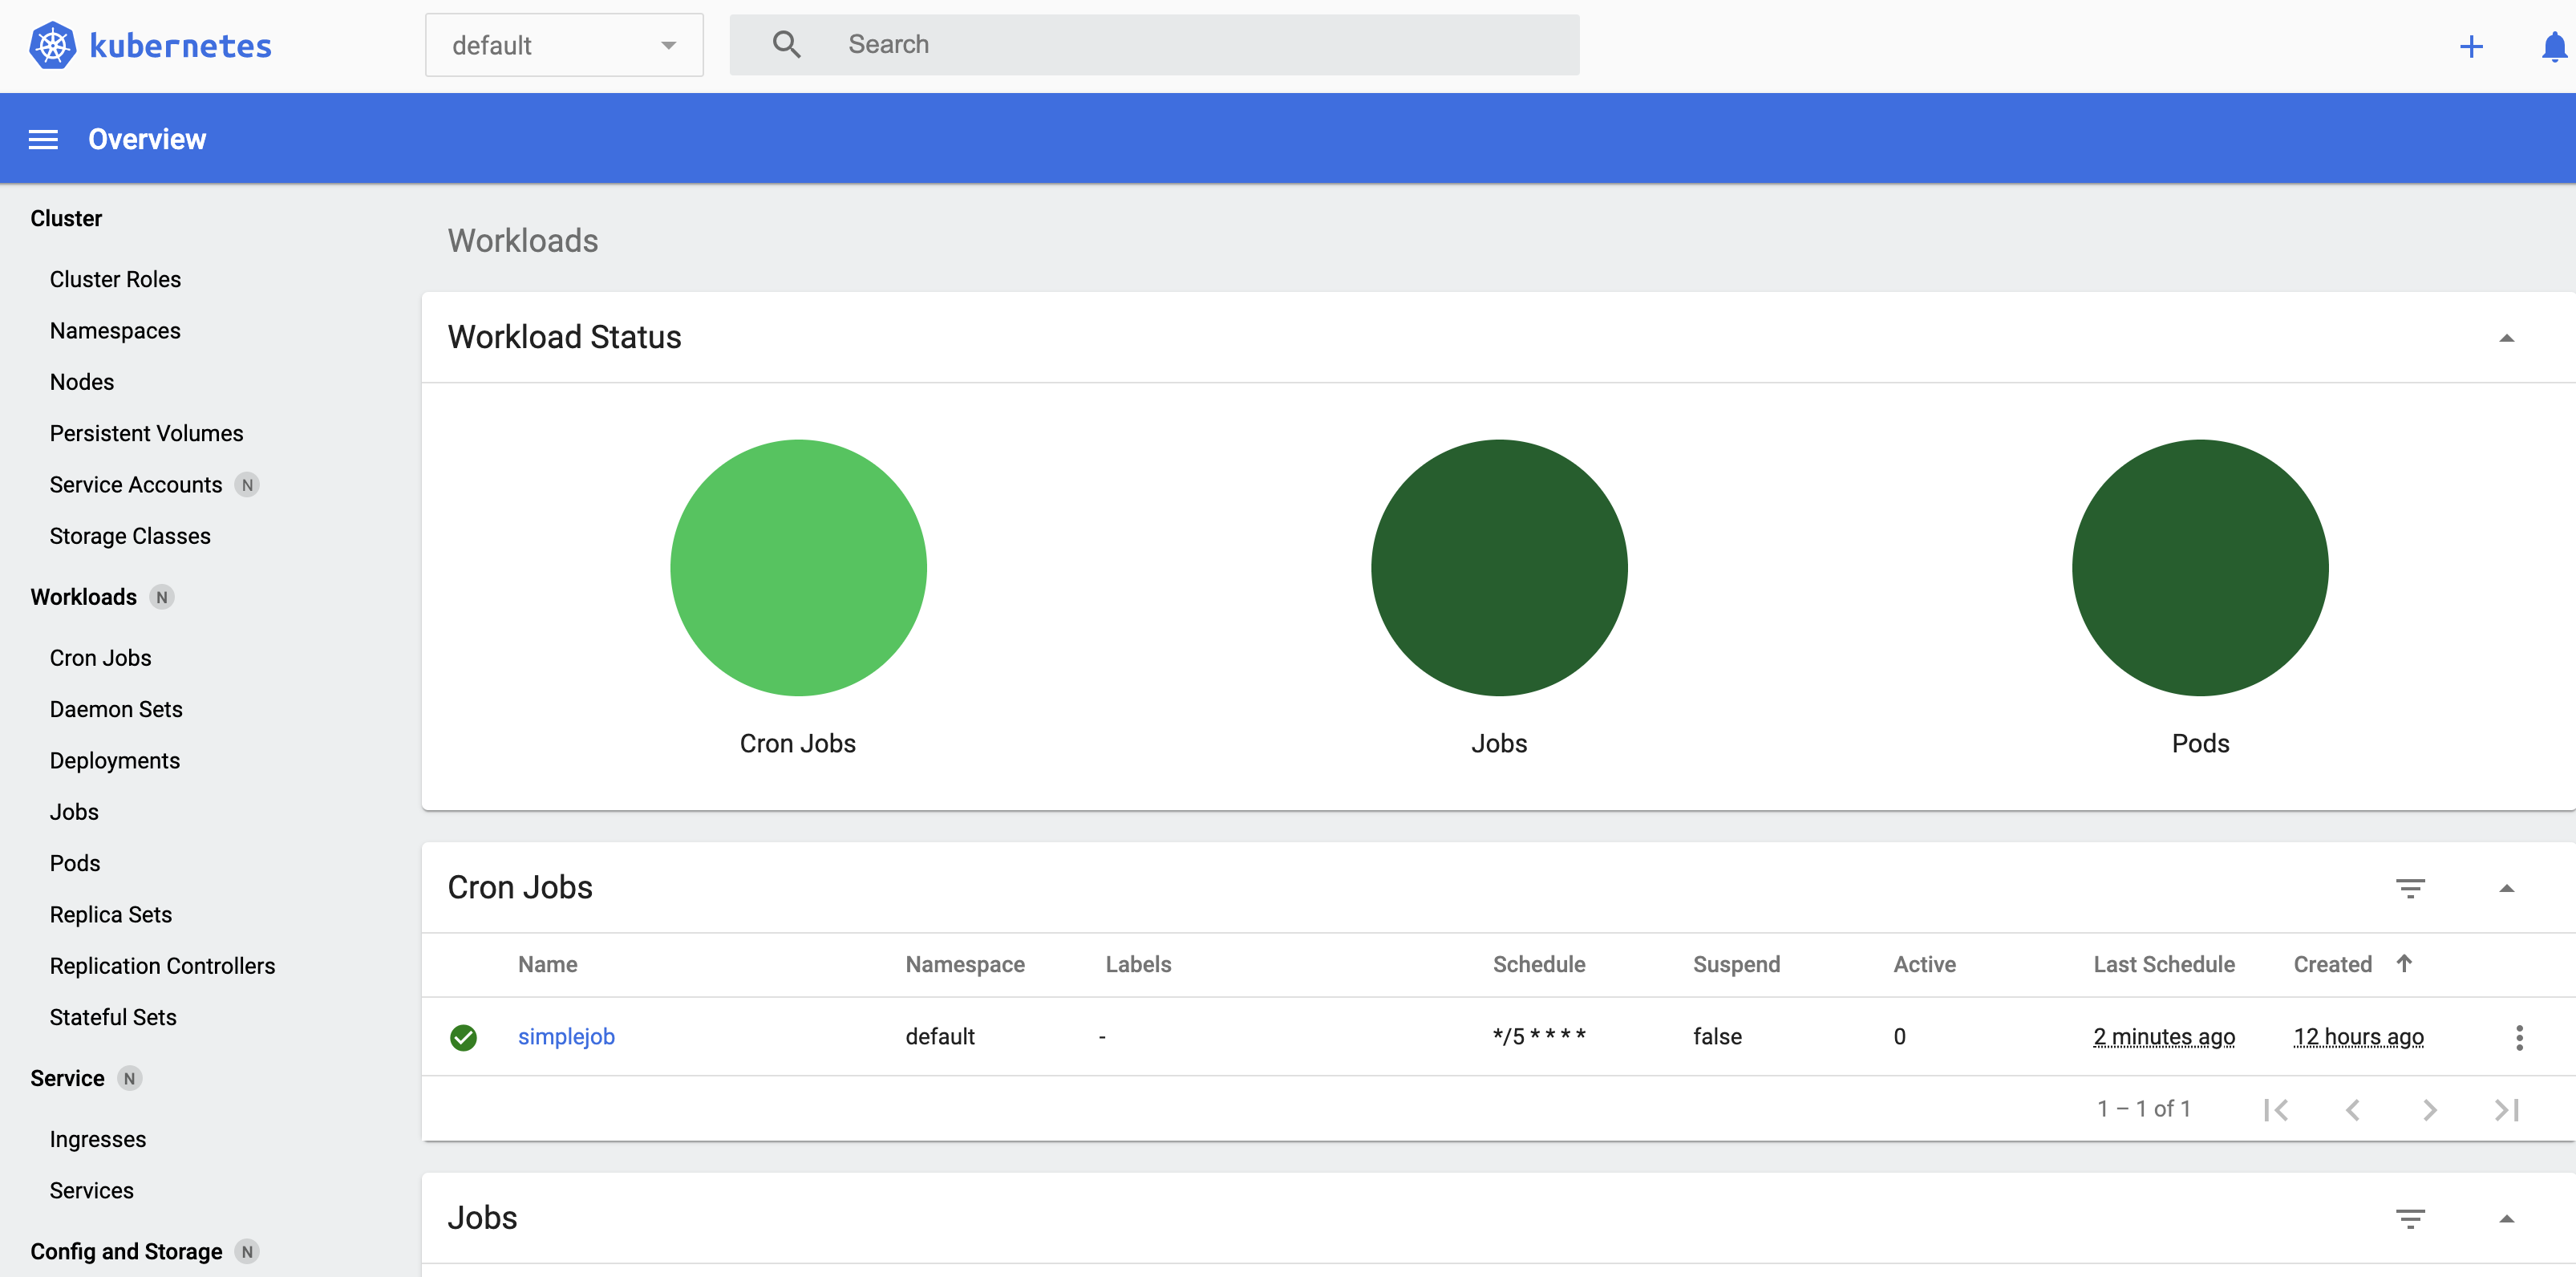 kubernetes
default
Search
Overview
Cluster
Cluster Roles
Namespaces
Nodes
Persistent Volumes
Service Accounts N
Storage Classes
Workloads N
Cron Jobs
Daemon Sets
Deployments
Jobs
Pods
Replica Sets
Replication Controllers
Stateful Sets
Service N
Ingresses
Services
Config and Storage N
Workloads
Workload Status
Cron Jobs
Jobs
Pods
Cron Jobs
Name Namespace Labels Schedule Suspend Active Last Schedule Created
simplejob default - */5 * * * * false 0 2 minutes ago 12 hours ago
1 – 1 of 1
Jobs